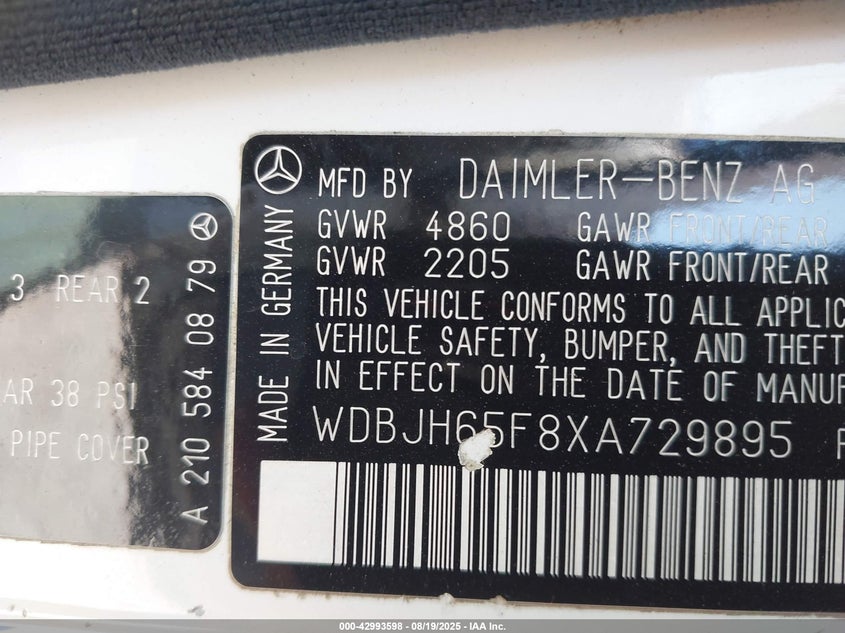 3 REAR 2
AR 38 PSI
PIPE COVER
A 210 584 08 79
MADE IN GERMANY
MFD BY DAIMLER-BENZ AG
GVWR 4860 GAWR FRONT/REAR
GVWR 2205 GAWR FRONT/REAR
THIS VEHICLE CONFORMS TO ALL APPLIC
VEHICLE SAFETY, BUMPER, AND THEFT
IN EFFECT ON THE DATE OF MANUF
WDBJH65F8XA729895
000-42993598 - 08/19/2025 - IAA Inc.